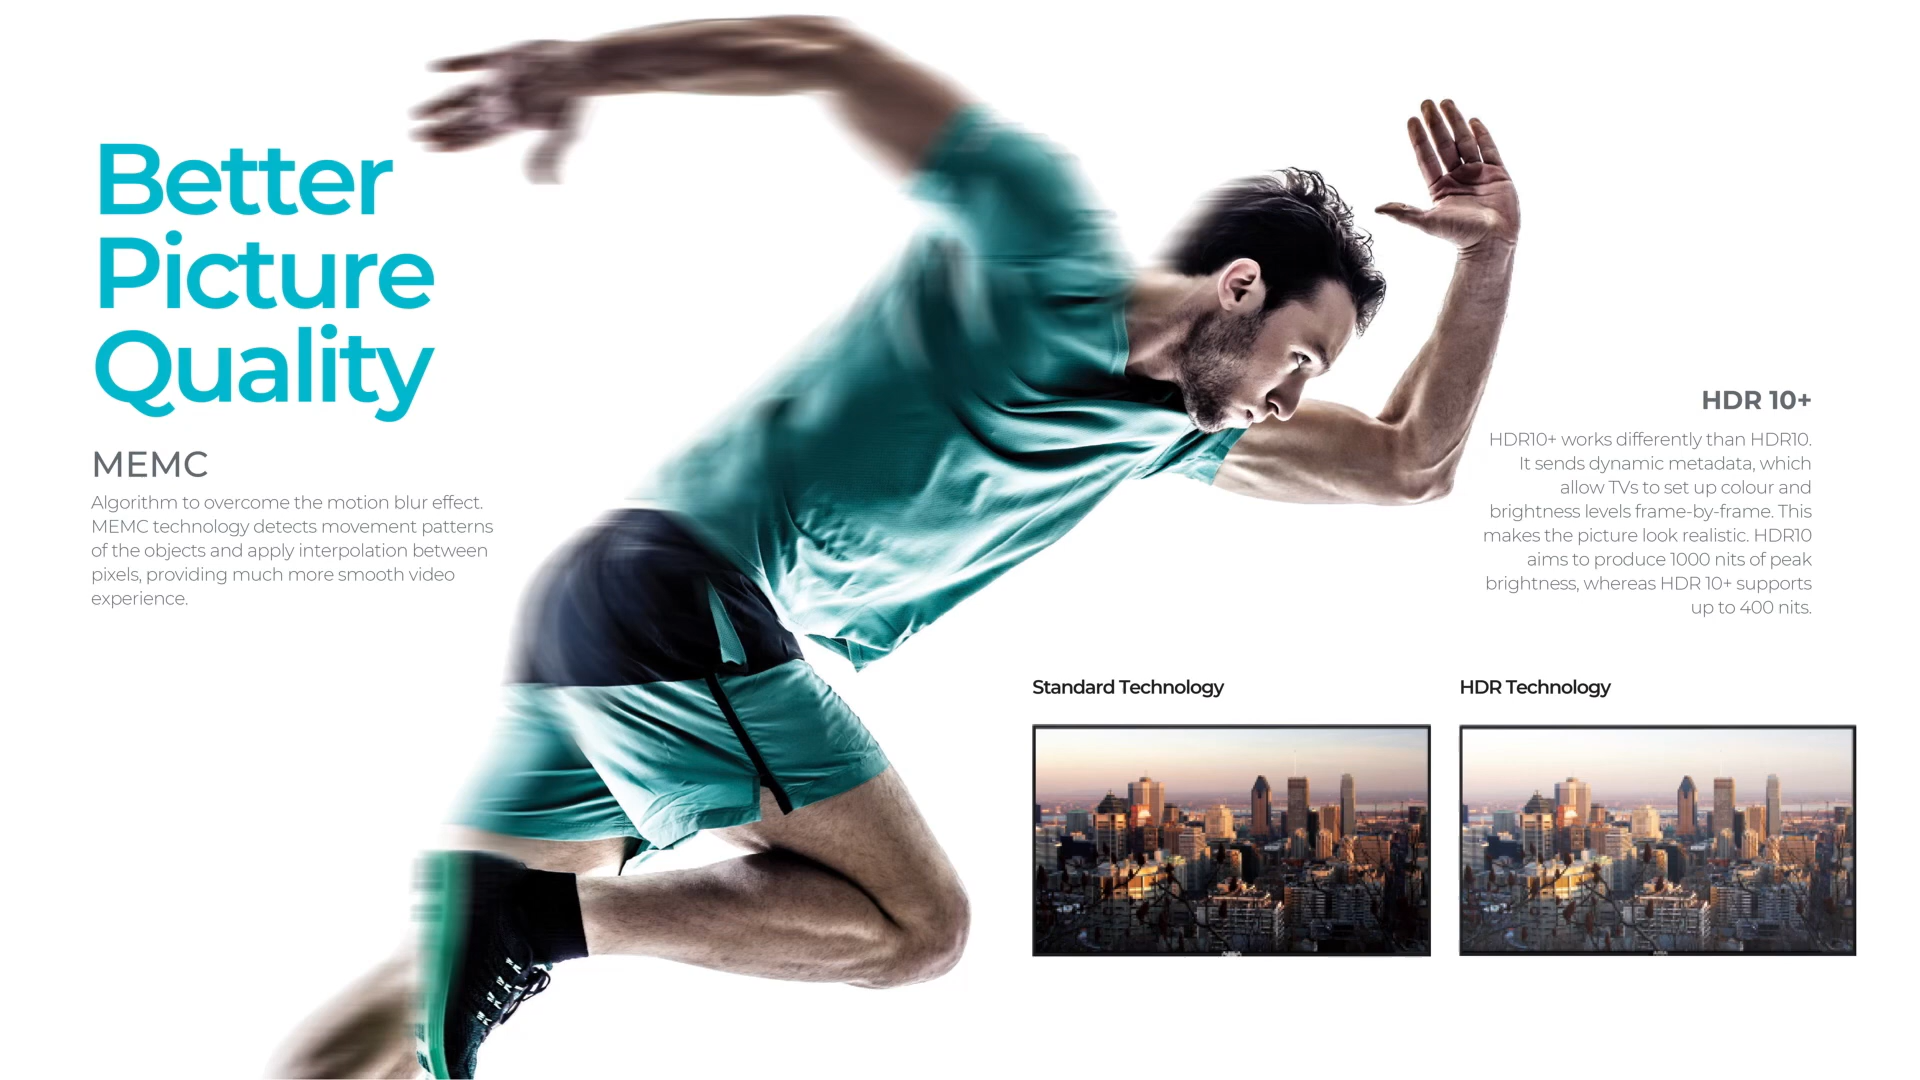 Better
Picture
Quality
MEMC
Algorithm to overcome the motion blur effect.
MEMC technology detects movement patterns
of the objects and apply interpolation between
pixels, providing much more smooth video
experience.
HDR 10+
HDR10+ works differently than HDR10.
It sends dynamic metadata, which
allow TVs to set up colour and
brightness levels frame-by-frame. This
makes the picture look realistic. HDR10
aims to produce 1000 nits of peak
brightness, whereas HDR 10+ supports
up to 400 nits.
Standard Technology
HDR Technology